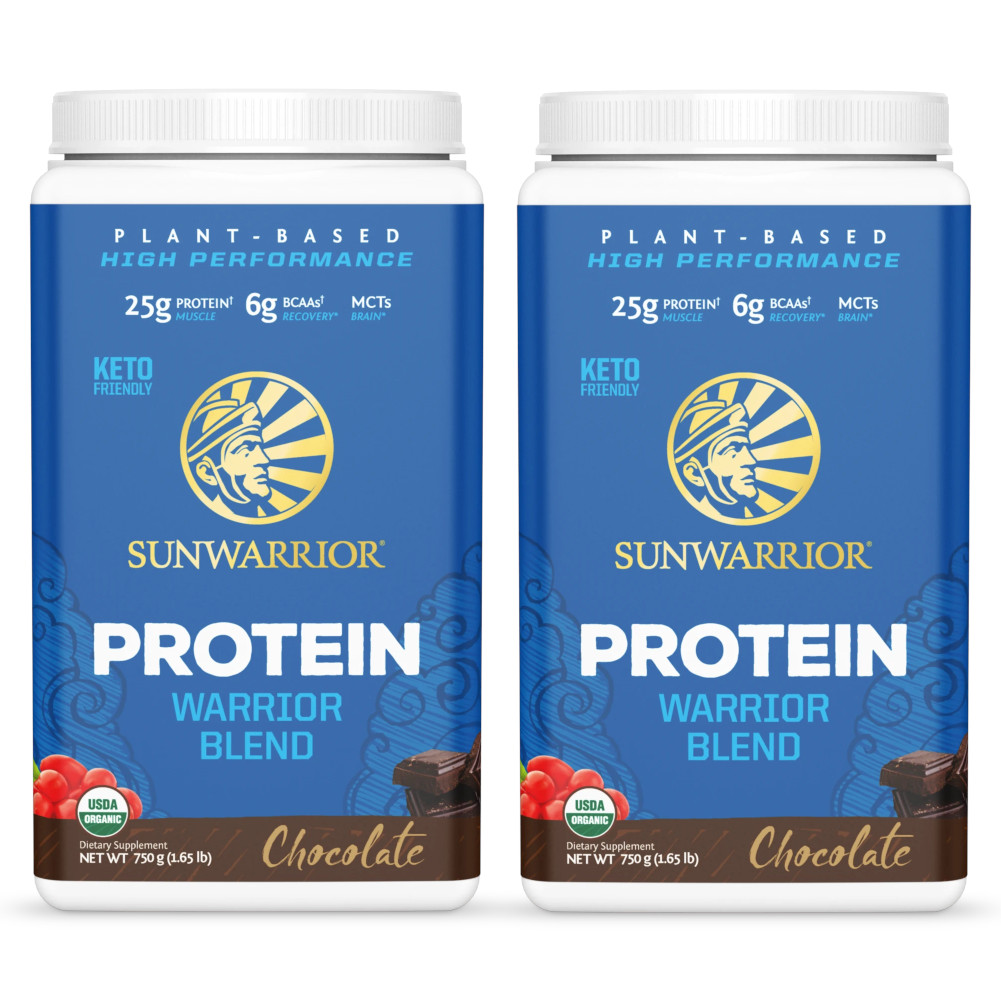 PLANT-BASED
HIGH PERFORMANCE
25g PROTEIN† MUSCLE 6g BCAAs† RECOVERY* MCTs BRAIN*
KETO
FRIENDLY
SUNWARRIOR®
PROTEIN
WARRIOR
BLEND
USDA
ORGANIC
Dietary Supplement
NET WT 750 g (1.65 lb)
Chocolate
PLANT-BASED
HIGH PERFORMANCE
25g PROTEIN† MUSCLE 6g BCAAs† RECOVERY* MCTs BRAIN*
KETO
FRIENDLY
SUNWARRIOR®
PROTEIN
WARRIOR
BLEND
USDA
ORGANIC
Dietary Supplement
NET WT 750 g (1.65 lb)
Chocolate